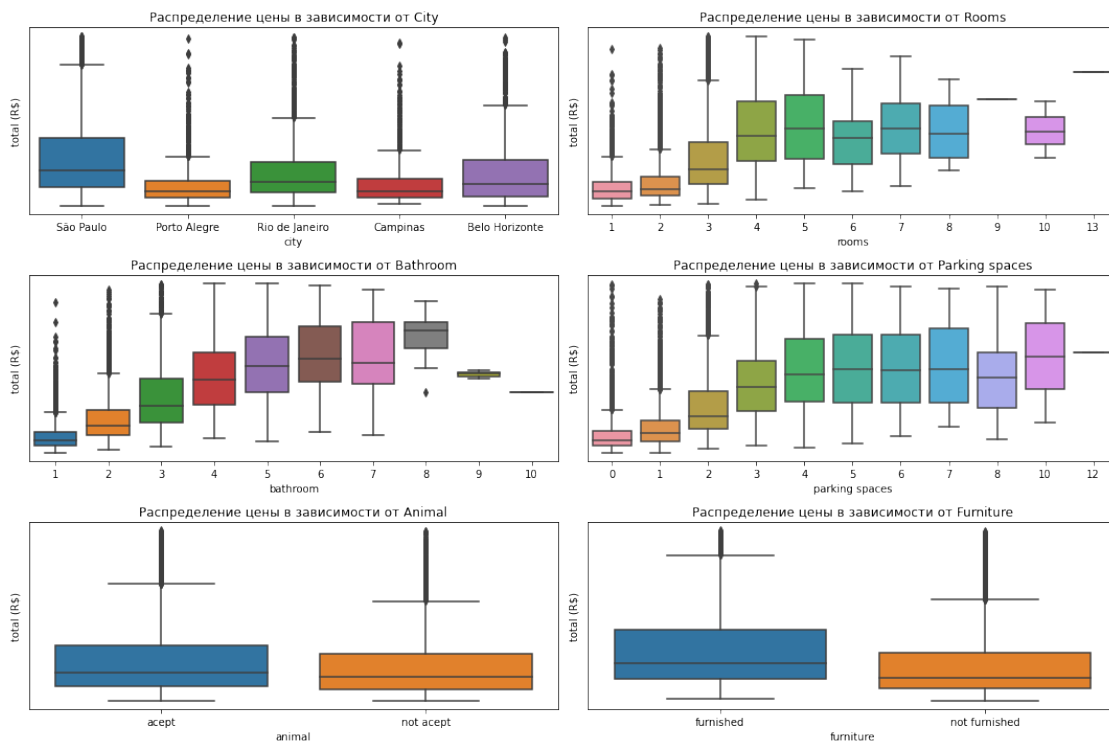 Распределение цены в зависимости от City
total (R$)
São Paulo Porto Alegre Rio de Janeiro Campinas Belo Horizonte
city
Распределение цены в зависимости от Rooms
total (R$)
1 2 3 4 5 6 7 8 9 10 13
rooms
Распределение цены в зависимости от Bathroom
total (R$)
1 2 3 4 5 6 7 8 9 10
bathroom
Распределение цены в зависимости от Parking spaces
total (R$)
0 1 2 3 4 5 6 7 8 10 12
parking spaces
Распределение цены в зависимости от Animal
total (R$)
acept not acept
animal
Распределение цены в зависимости от Furniture
total (R$)
furnished not furnished
furniture